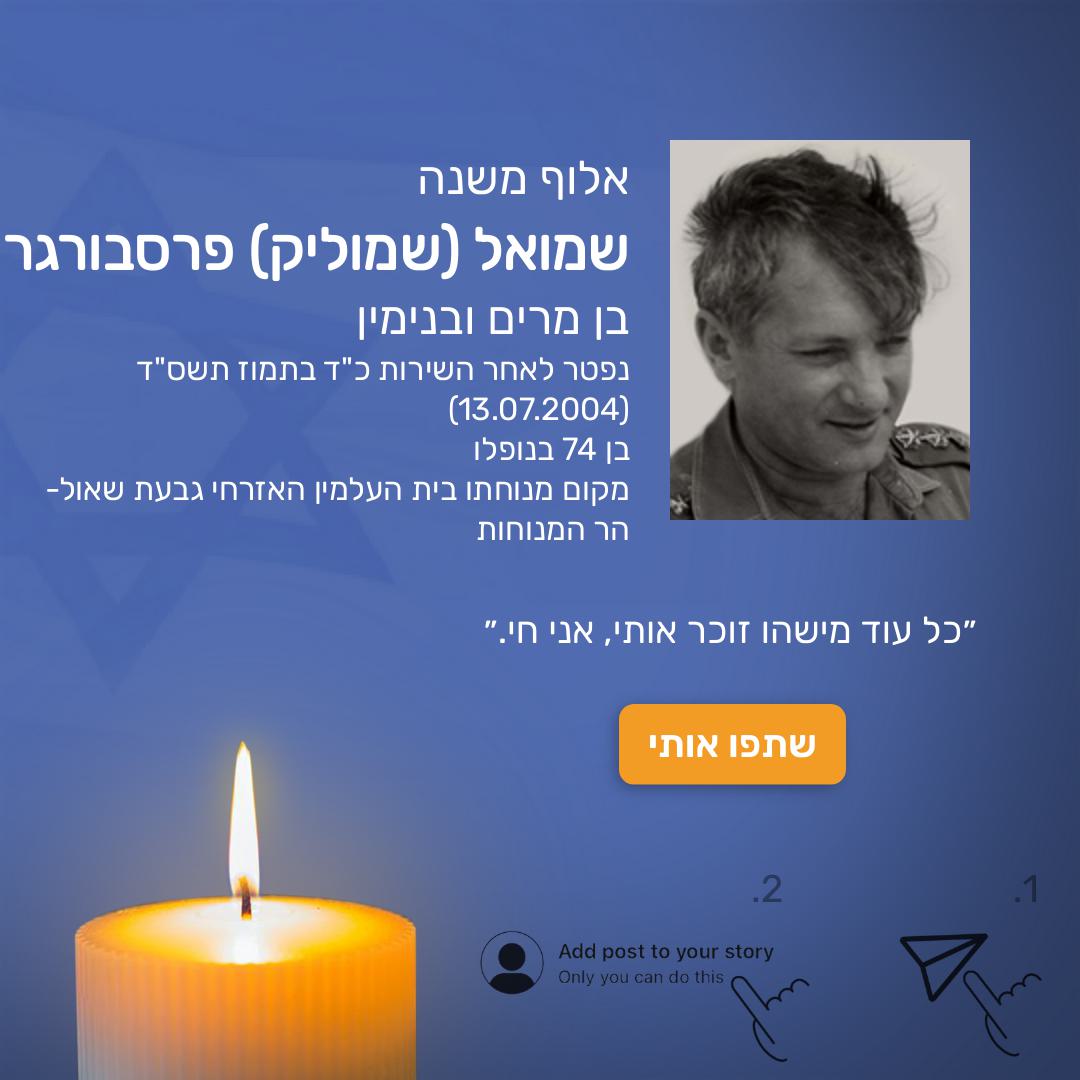 אלוף משנה
שמואל (שמוליק) פרסבורגר
בן מרים ובנימין
נפטר לאחר השירות כ"ד בתמוז תשס"ד
(13.07.2004)
בן 74 בנופלו
מקום מנוחתו בית העלמין האזרחי גבעת שאול-
הר המנוחות
״כל עוד מישהו זוכר אותי, אני חי.״
שתפו אותי
1.
2.
Add post to your story
Only you can do this